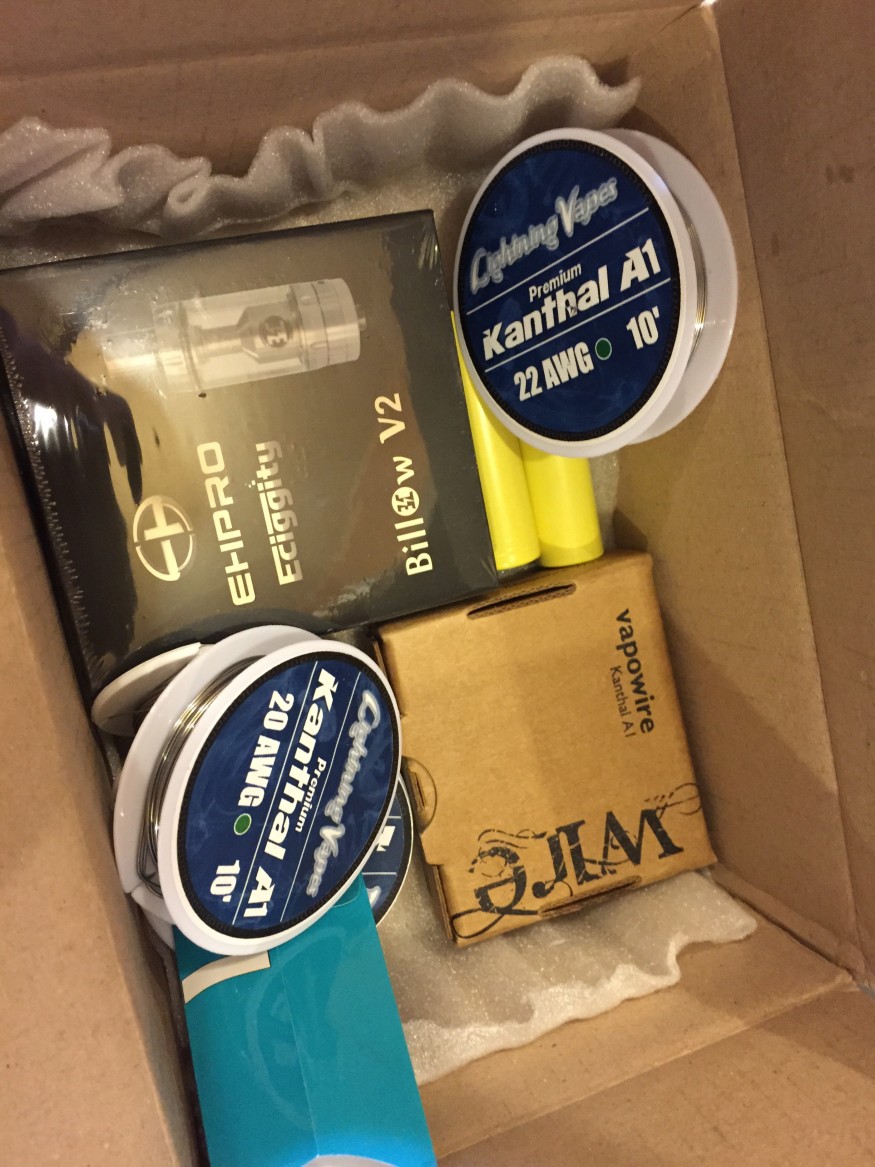 Lightning Vapes
Premium
Kanthal A1
22 AWG 10'
EHPRO
Eciggity
Billow V2
vapowire
Kanthal A1
WIRE
Lightning Vapes
Premium
Kanthal A1
20 AWG 10'